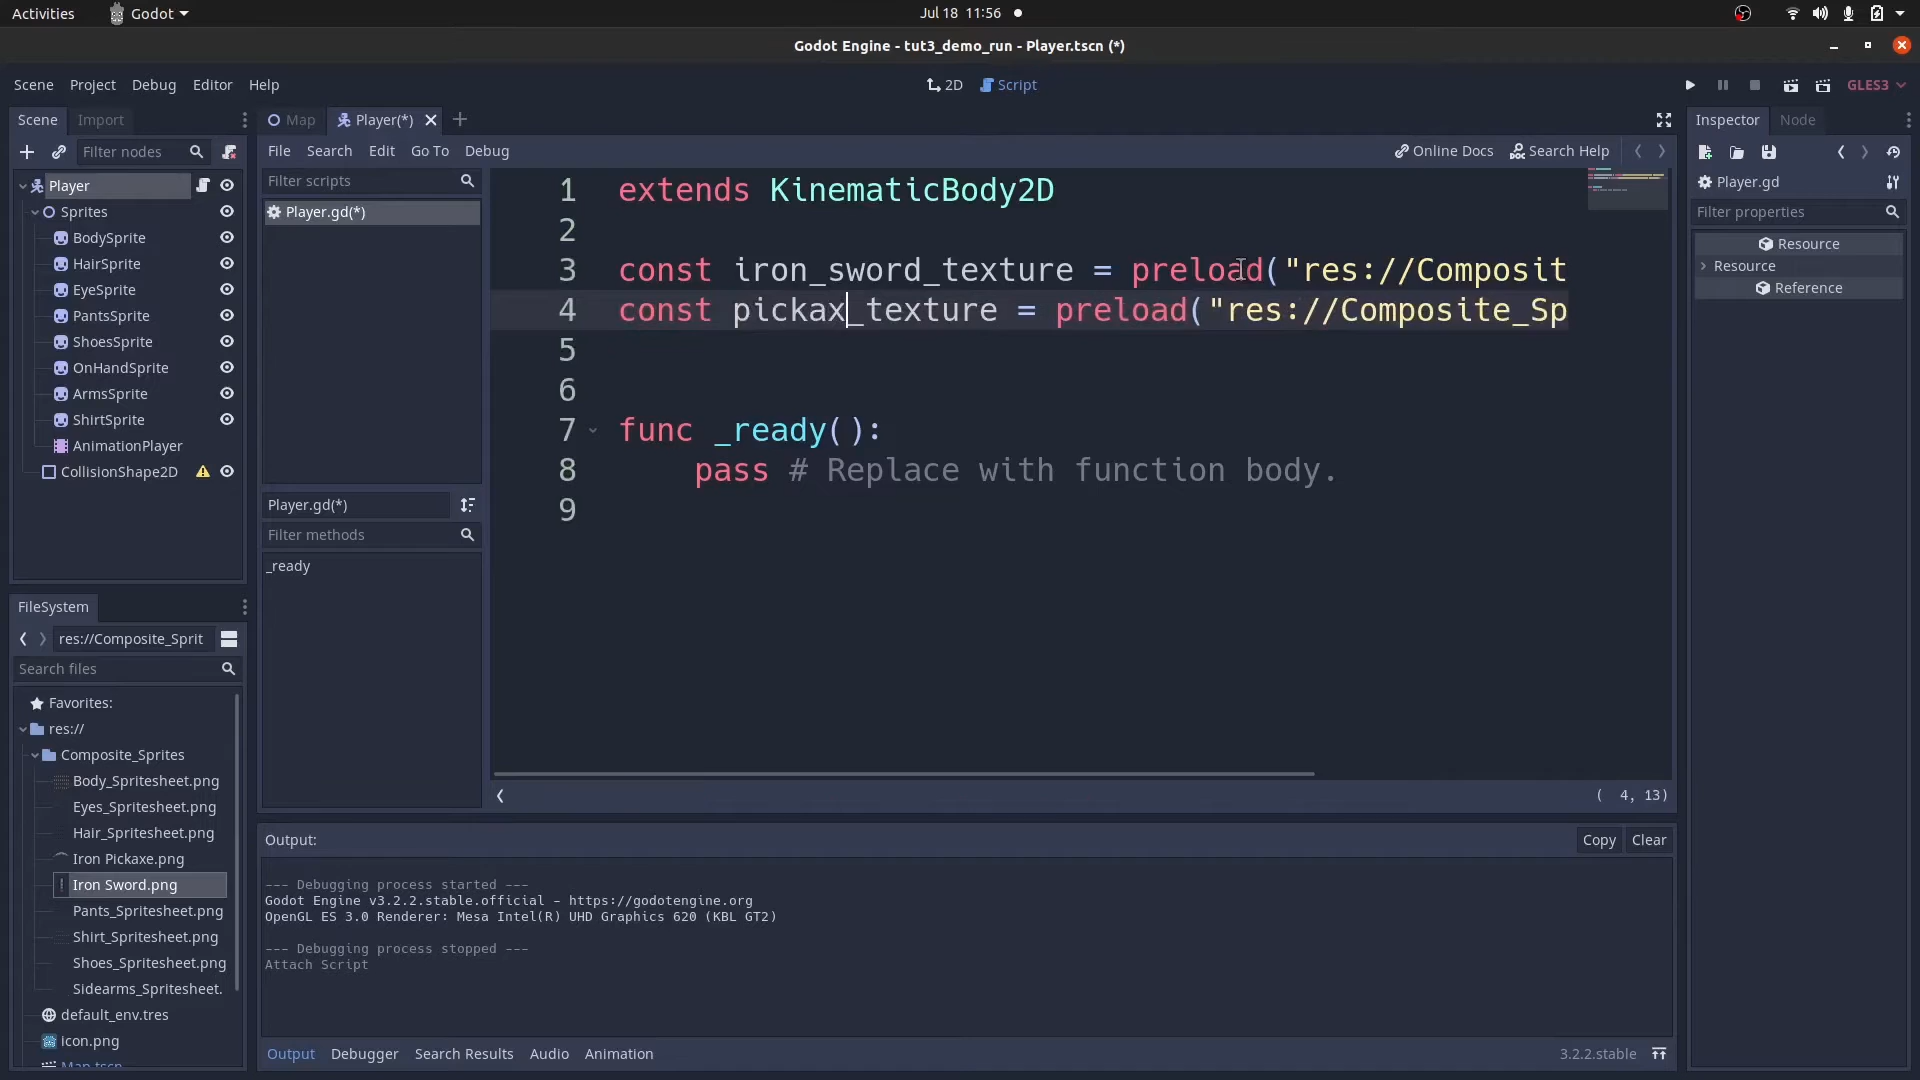 Activities Godot Jul 18 11:56
Godot Engine - tut3_demo_run - Player.tscn (*)
Scene Project Debug Editor Help 2D Script GLES3
Scene Import
Filter nodes
Player
Sprites
BodySprite
HairSprite
EyeSprite
PantsSprite
ShoesSprite
OnHandSprite
ArmsSprite
ShirtSprite
AnimationPlayer
CollisionShape2D
FileSystem
res://Composite_Sprit
Search files
Favorites:
res://
Composite_Sprites
Body_Spritesheet.png
Eyes_Spritesheet.png
Hair_Spritesheet.png
Iron Pickaxe.png
Iron Sword.png
Pants_Spritesheet.png
Shirt_Spritesheet.png
Shoes_Spritesheet.png
Sidearms_Spritesheet.
default_env.tres
icon.png
Map.tscn
Map Player(*)
File Search Edit Go To Debug Online Docs Search Help
Filter scripts
Player.gd(*)
Player.gd(*)
Filter methods
_ready
1 extends KinematicBody2D
2
3 const iron_sword_texture = preload("res://Composit
4 const pickax_texture = preload("res://Composite_Sp
5
6
7 func _ready():
8 pass # Replace with function body.
9
( 4, 13)
Output: Copy Clear
--- Debugging process started ---
Godot Engine v3.2.2.stable.official - https://godotengine.org
OpenGL ES 3.0 Renderer: Mesa Intel(R) UHD Graphics 620 (KBL GT2)
--- Debugging process stopped ---
Attach Script
Output Debugger Search Results Audio Animation 3.2.2.stable
Inspector Node
Player.gd
Filter properties
Resource
Resource
Reference